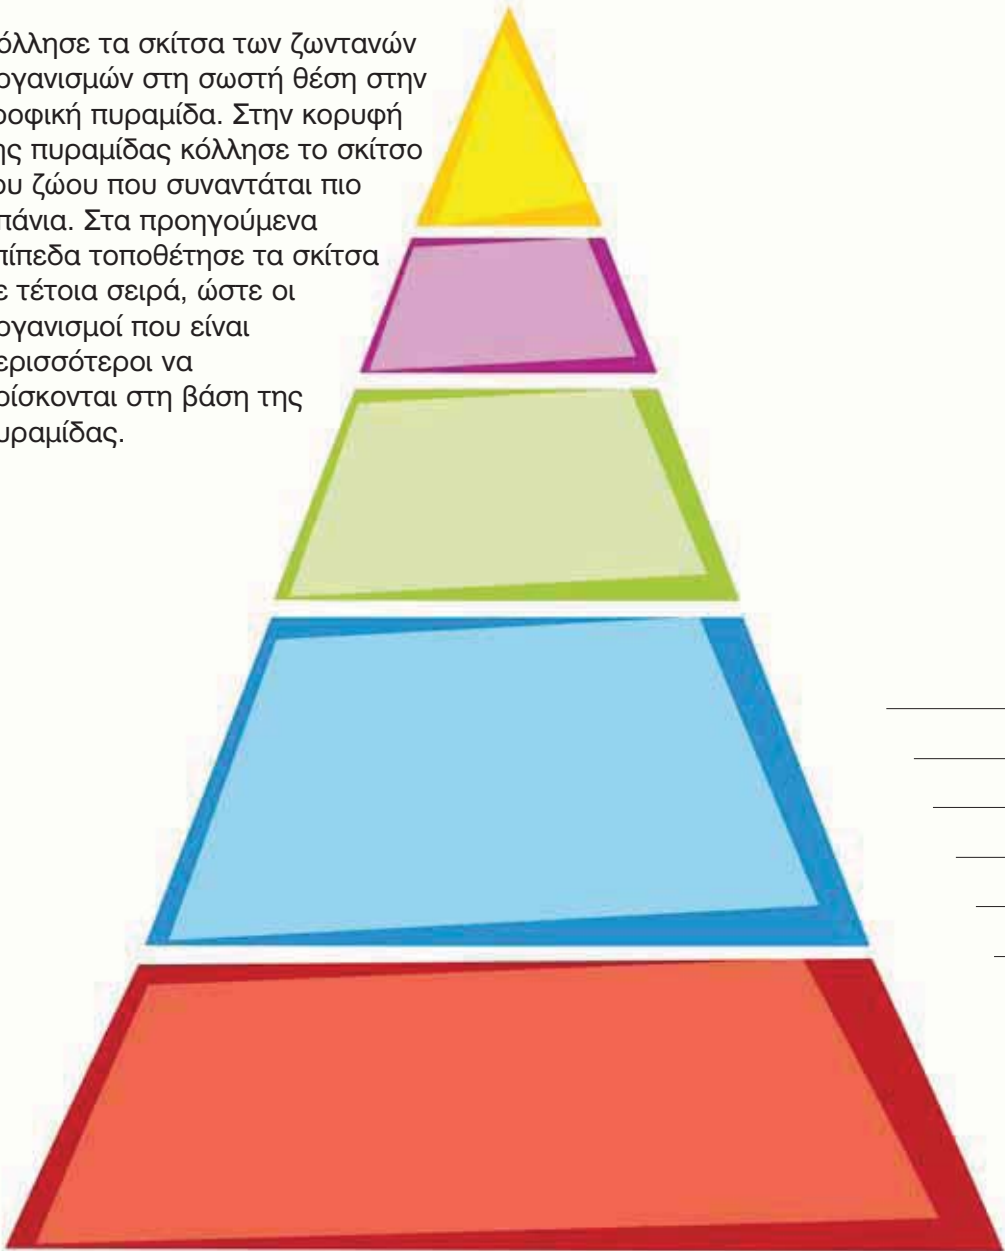 όλλησε τα σκίτσα των ζωντανών
ργανισμών στη σωστή θέση στην
ροφική πυραμίδα. Στην κορυφή
ης πυραμίδας κόλλησε το σκίτσο
ου ζώου που συναντάται πιο
πάνια. Στα προηγούμενα
πίπεδα τοποθέτησε τα σκίτσα
ε τέτοια σειρά, ώστε οι
ργανισμοί που είναι
ερισσότεροι να
ρίσκονται στη βάση της
υραμίδας.